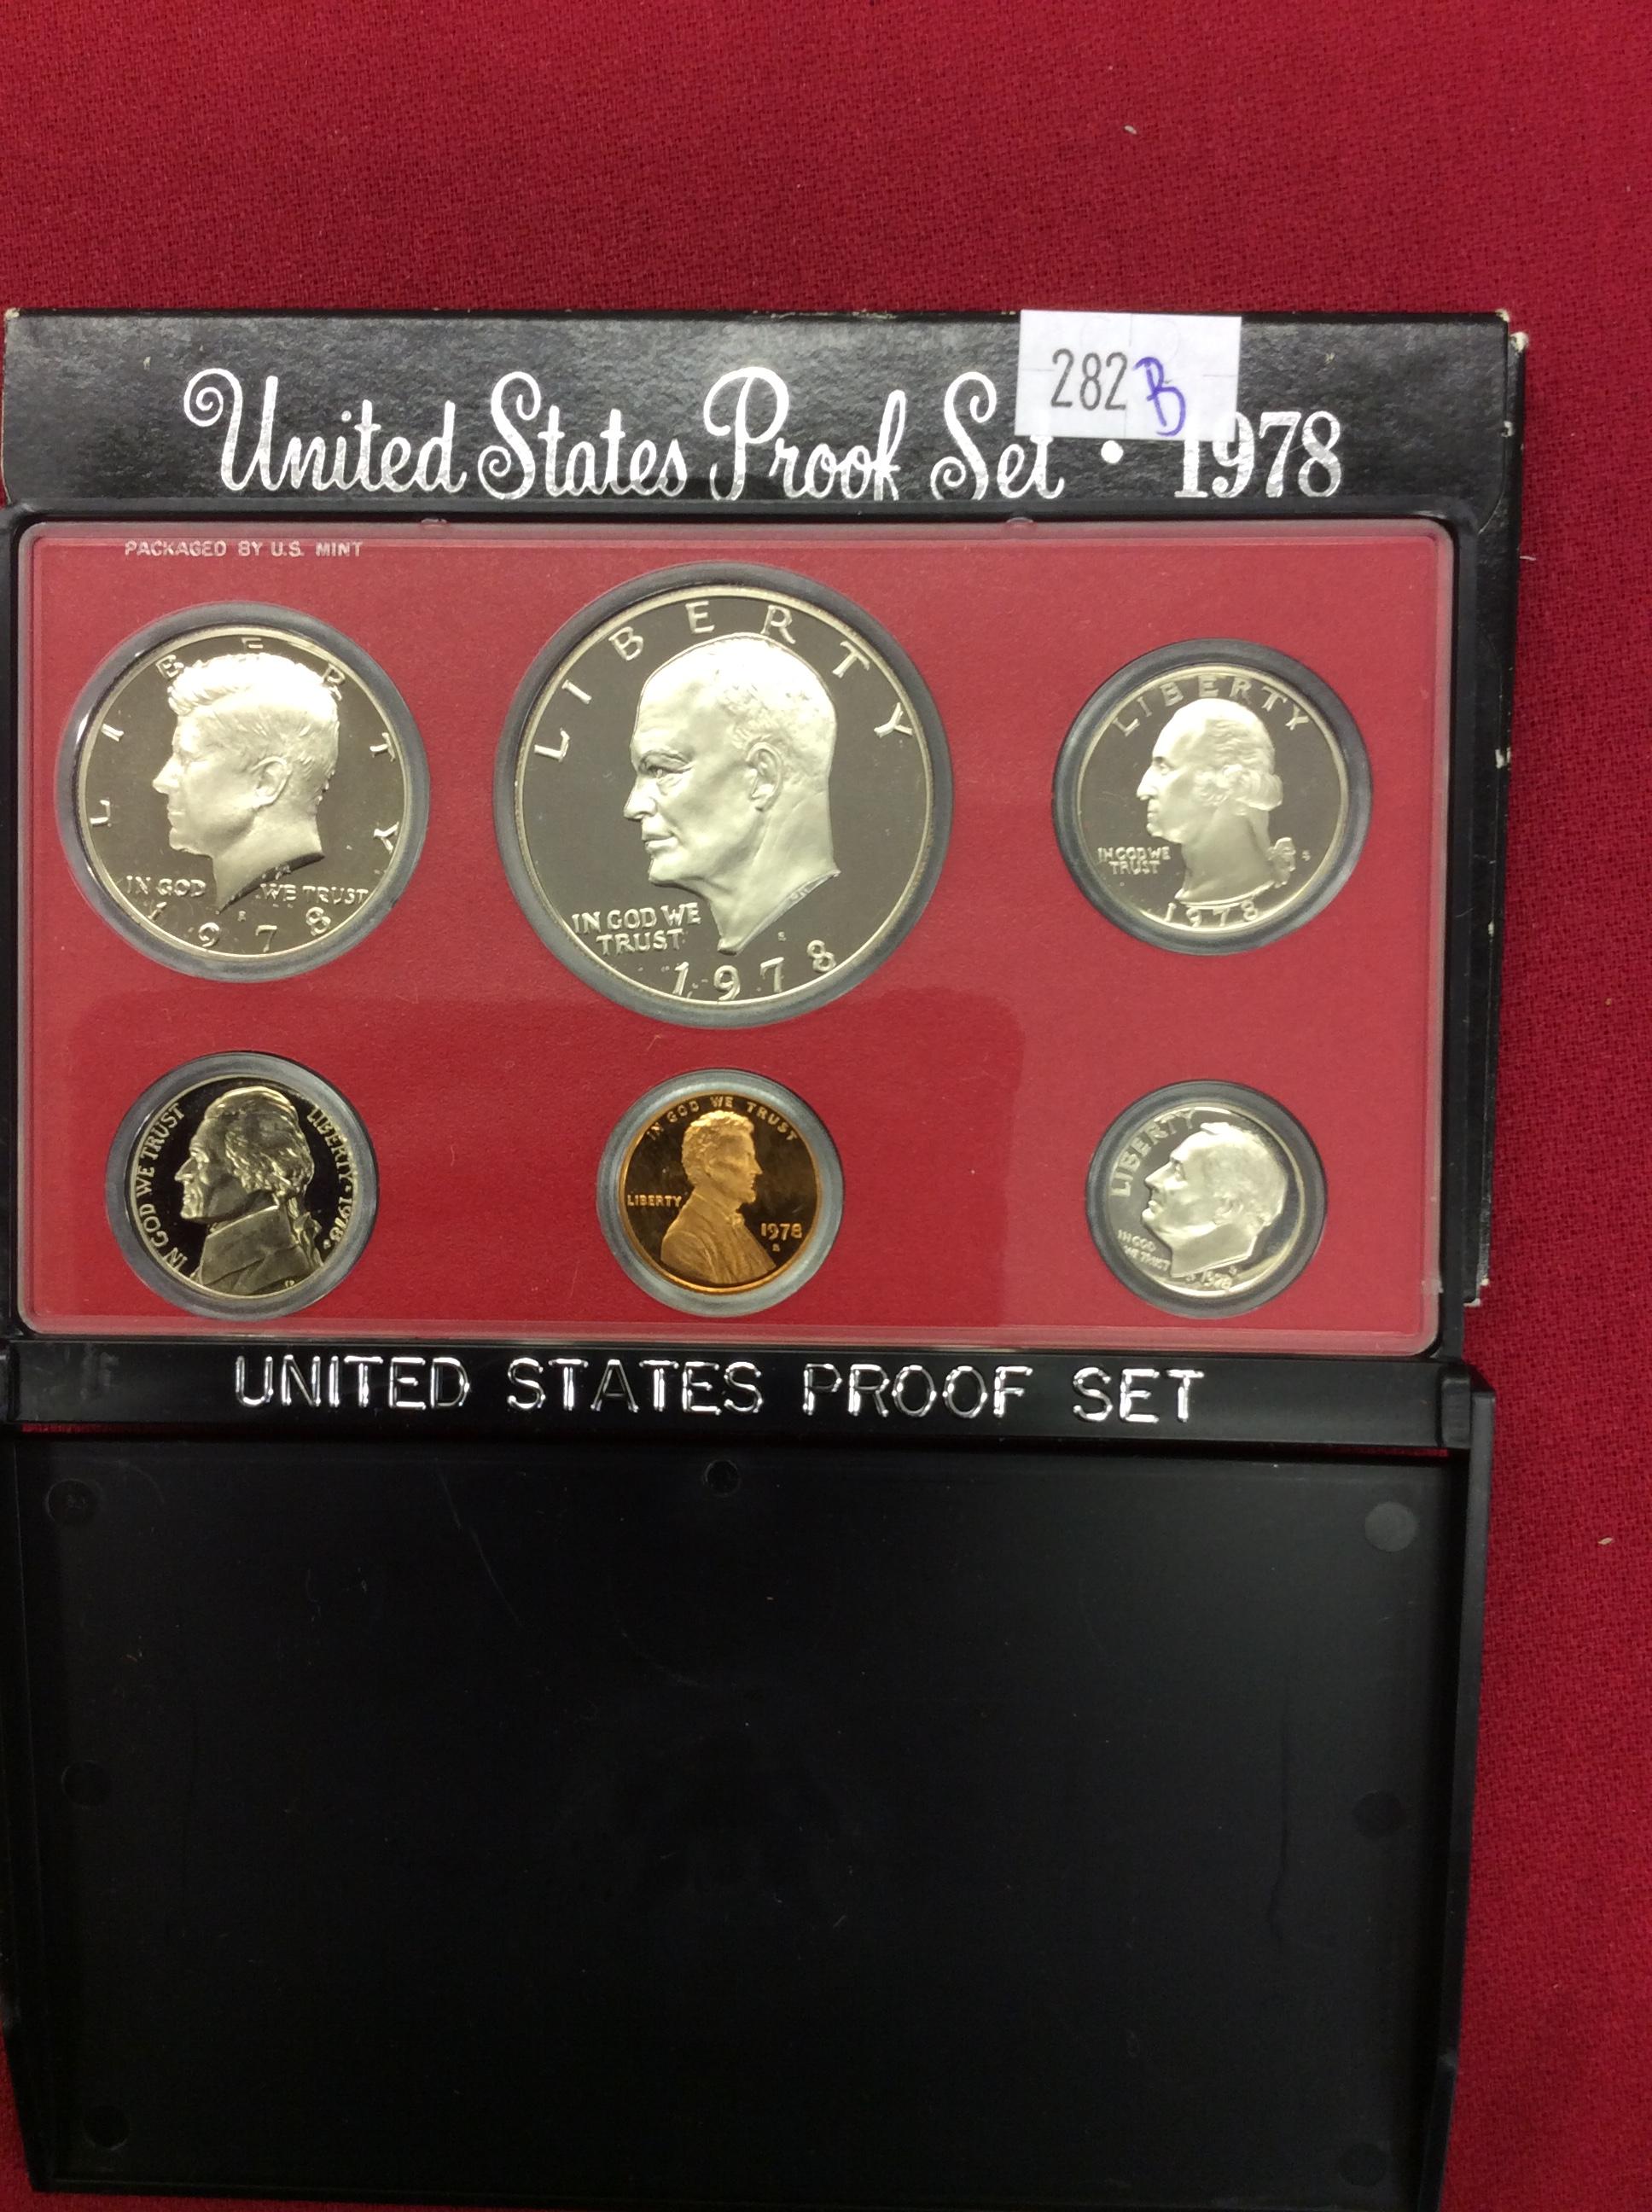 282 B
United States Proof Set • 1978
PACKAGED BY U.S. MINT
LIBERTY
IN GOD WE TRUST
S
1978
LIBERTY
IN GOD WE
TRUST
S
1978
LIBERTY
IN GOD WE
TRUST
S
1978
IN GOD WE TRUST
LIBERTY • 1978
IN GOD WE TRUST
LIBERTY
1978
S
LIBERTY
IN GOD
WE TRUST
1978
UNITED STATES PROOF SET